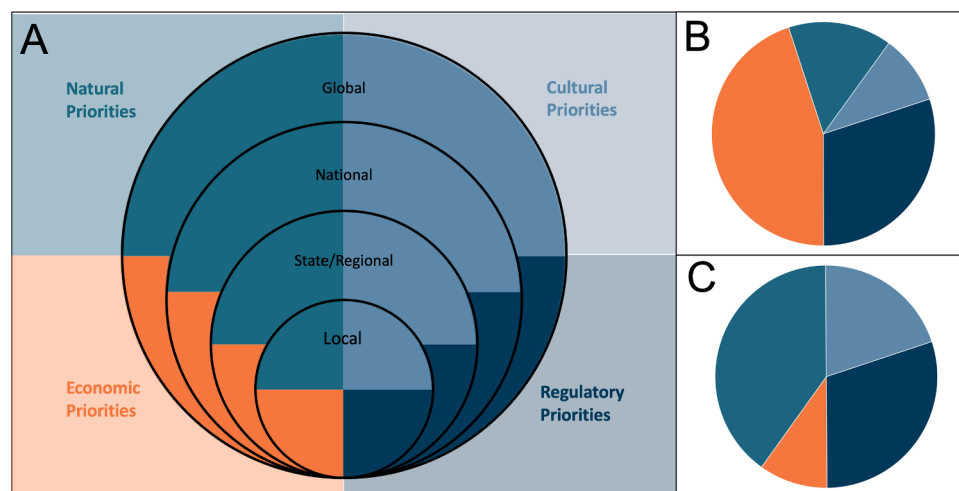 A
B
Natural
Priorities
Global
Cultural
Priorities
National
State/Regional
C
Local
Economic
Priorities
Regulatory
Priorities